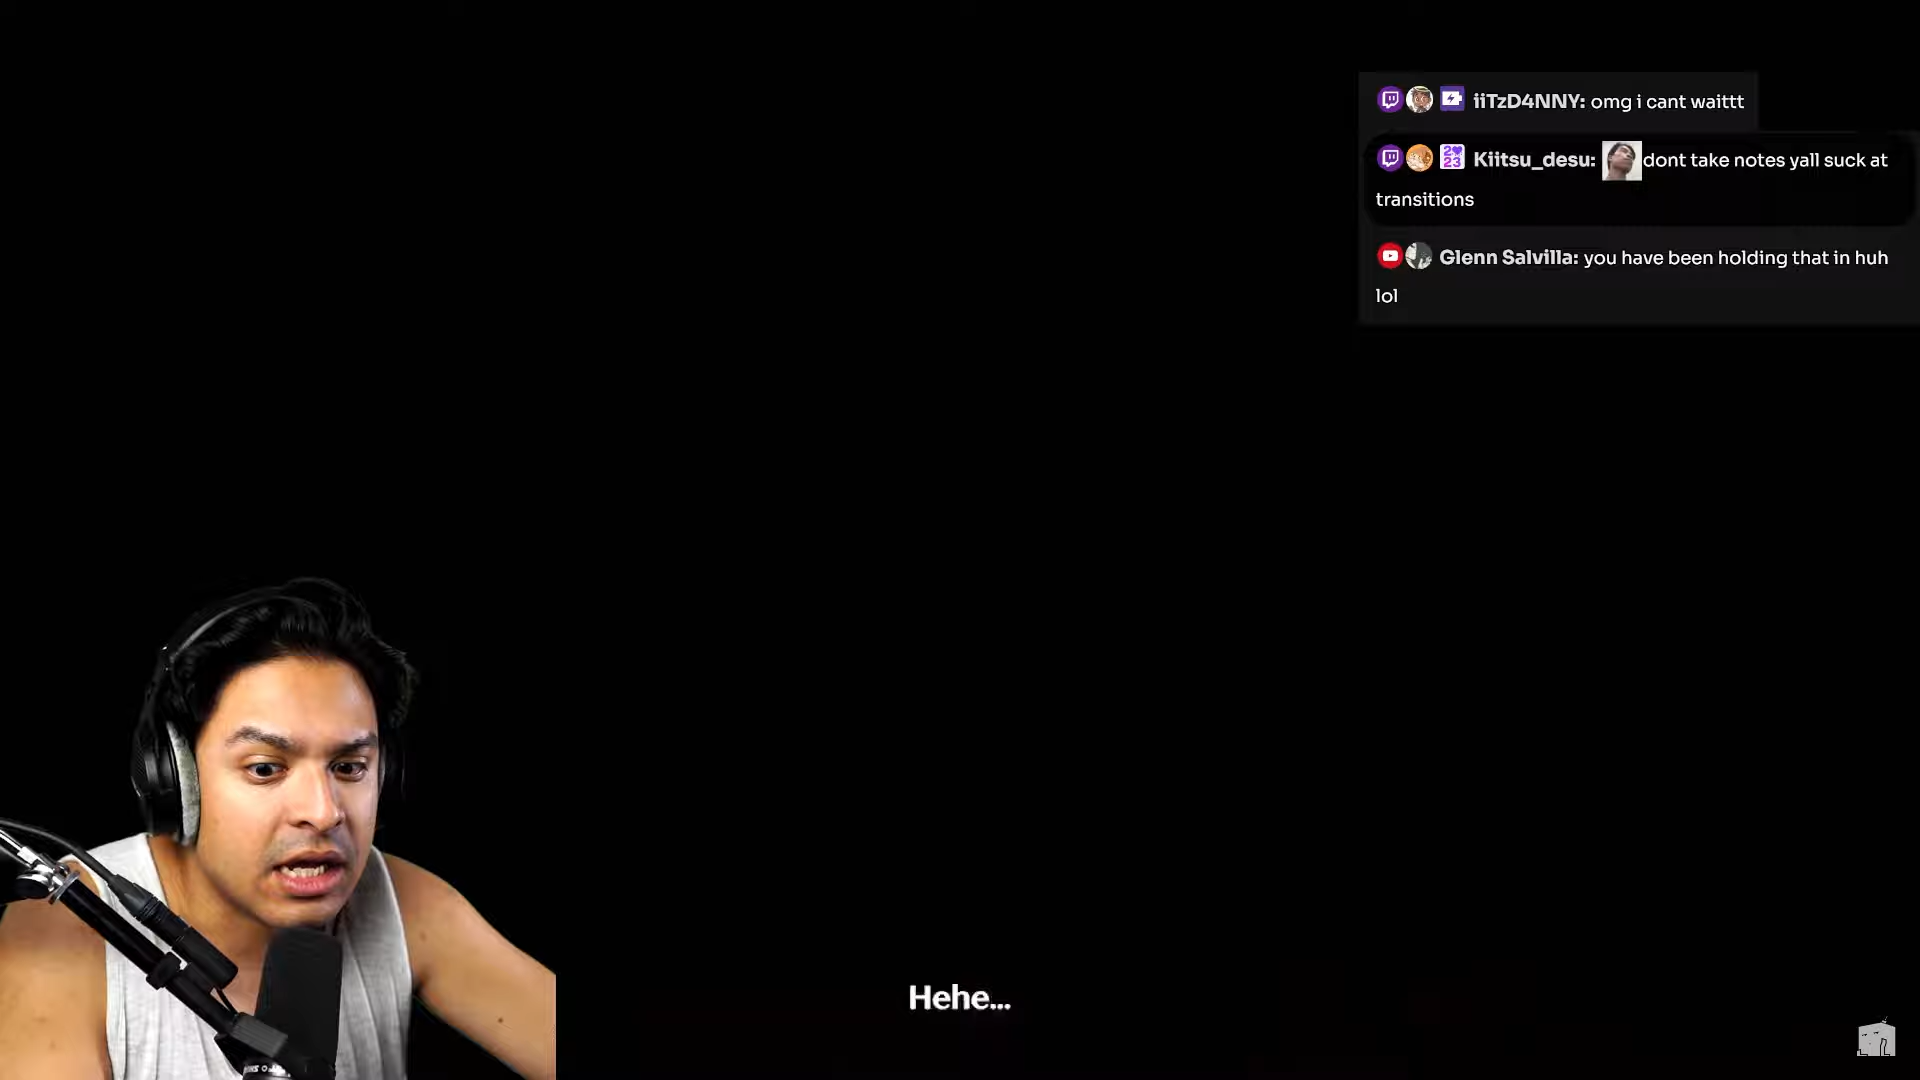 iiTzD4NNY: omg i cant waittt
2023 Kiitsu_desu: dont take notes yall suck at
transitions
Glenn Salvilla: you have been holding that in huh
lol
Hehe...